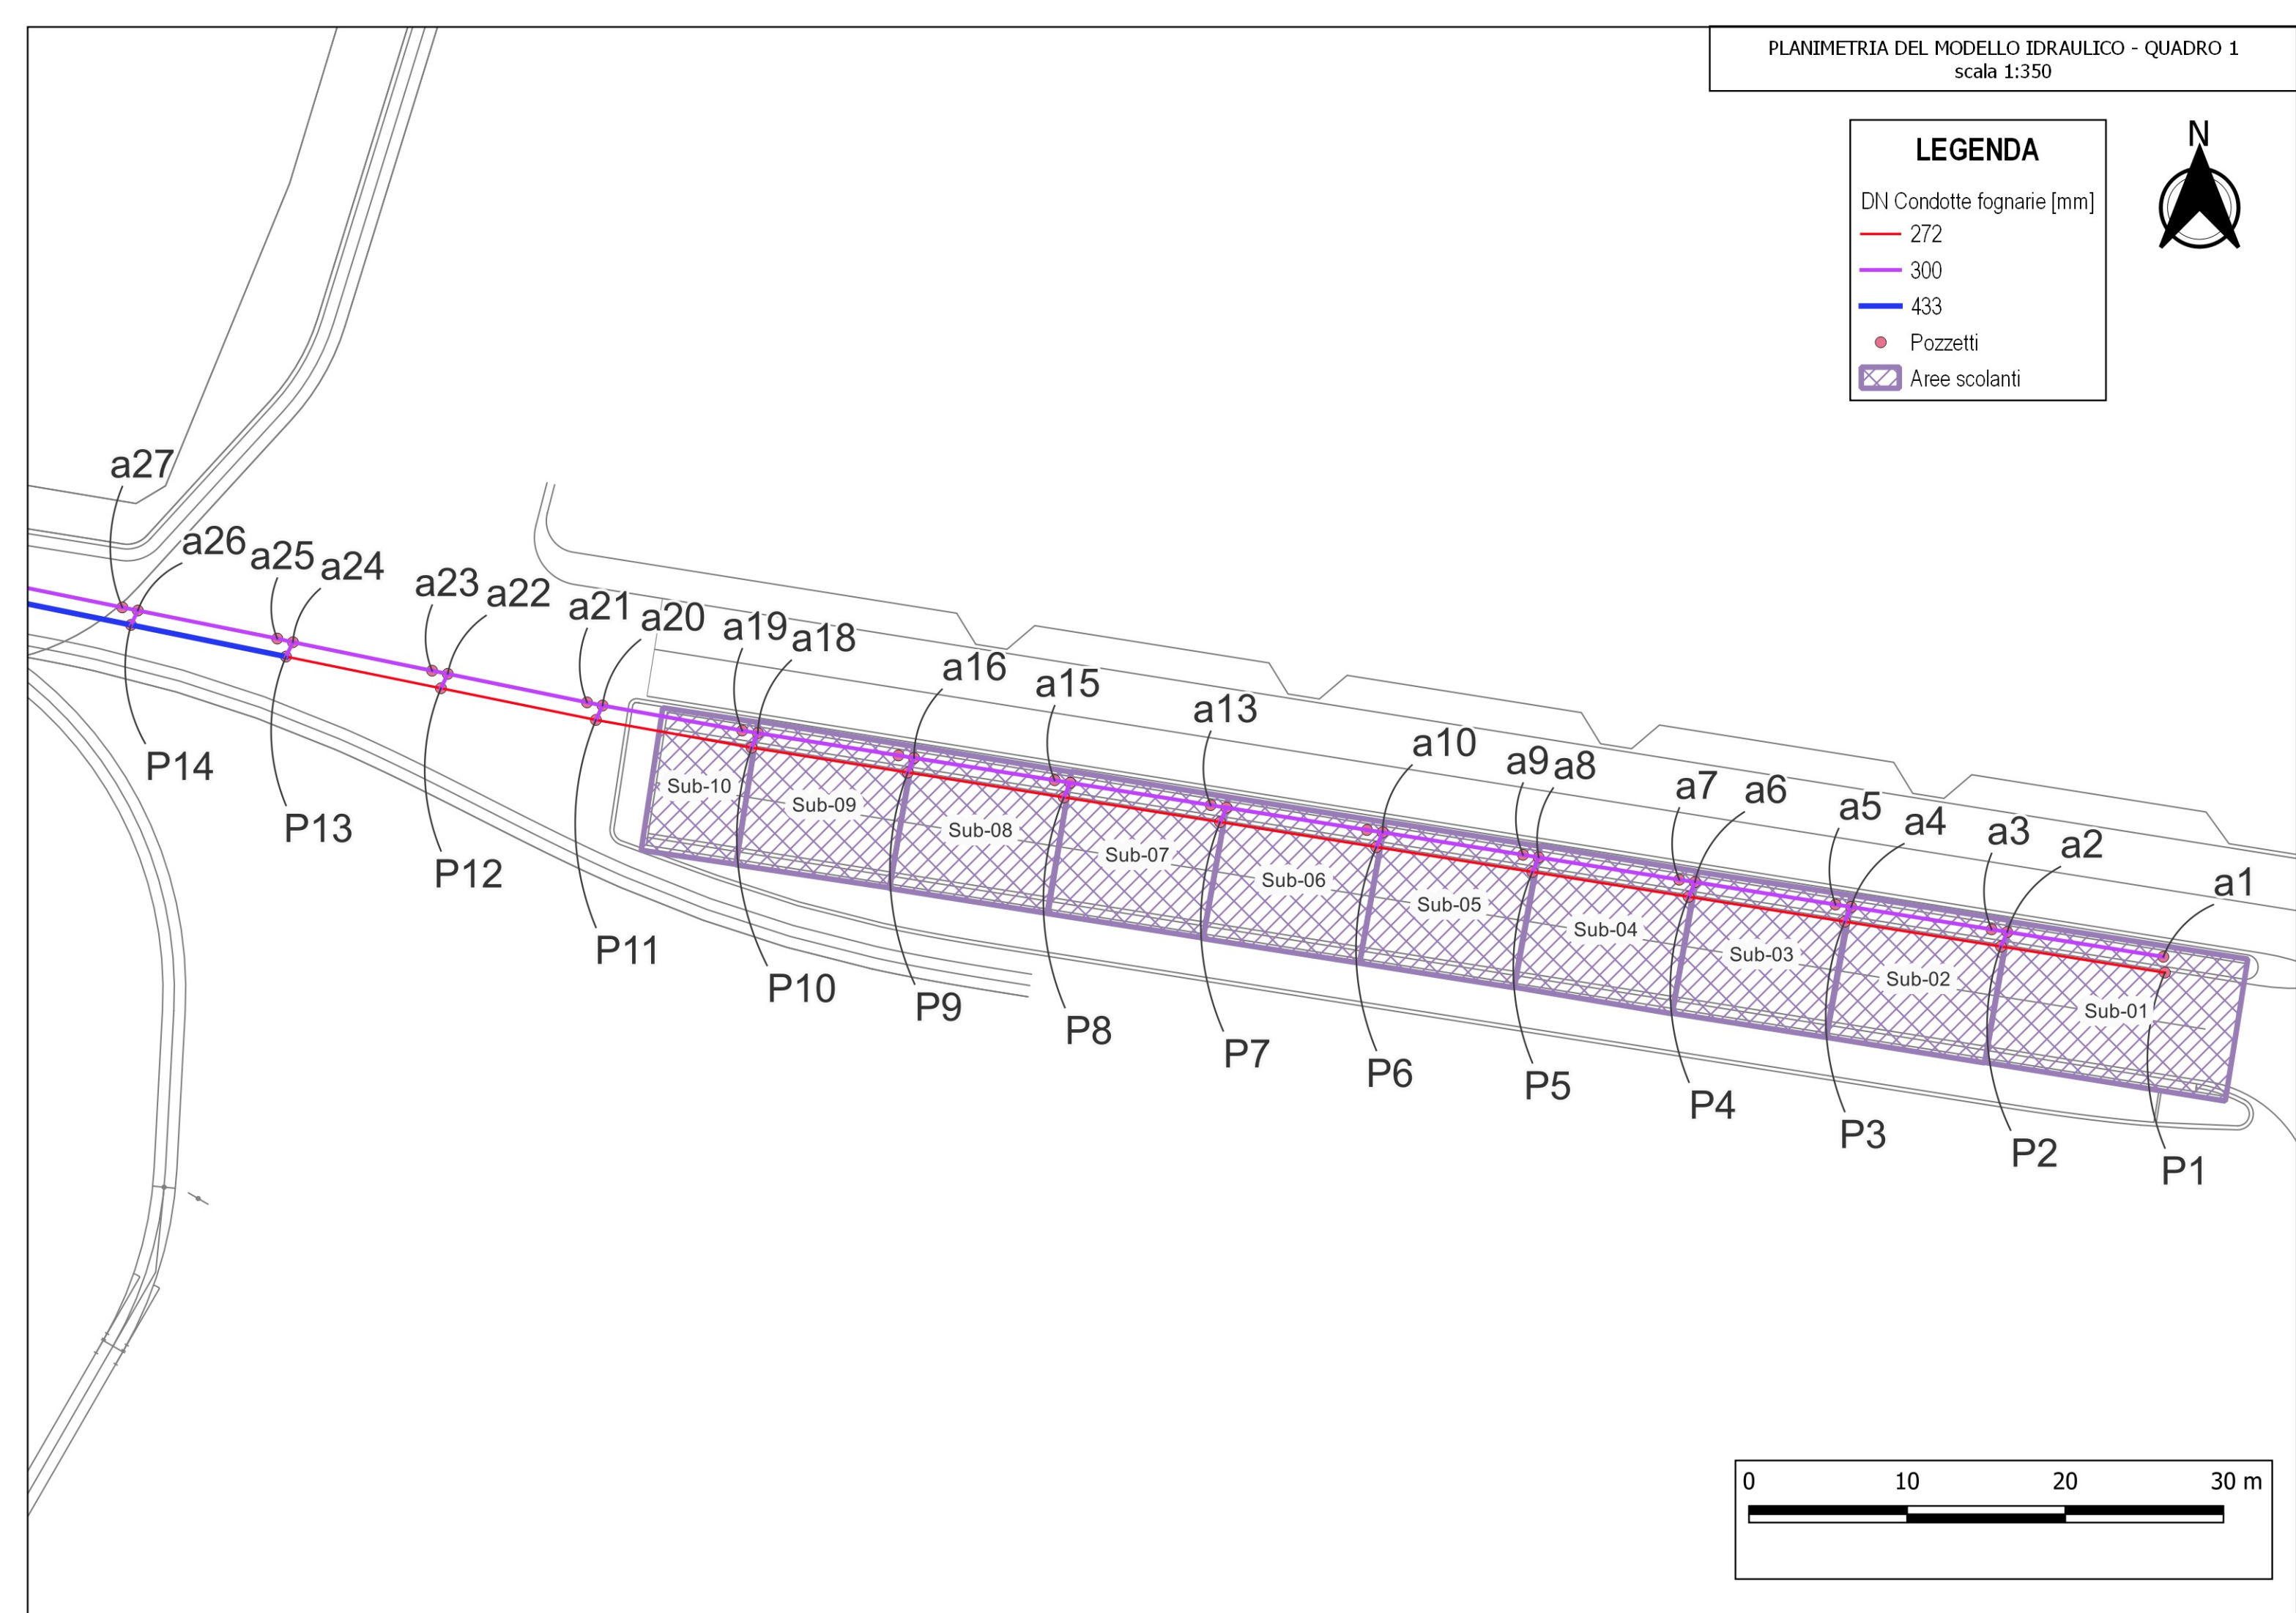 PLANIMETRIA DEL MODELLO IDRAULICO - QUADRO 1
scala 1:350
N
LEGENDA
DN Condotte fognarie [mm]
272
300
433
Pozzetti
Aree scolanti
a27
a26
a25
a24
a23
a22
a21
a20
a19
a18
a16
a15
a13
a10
a9
a8
a7
a6
a5
a4
a3
a2
a1
Sub-10
Sub-09
Sub-08
Sub-07
Sub-06
Sub-05
Sub-04
Sub-03
Sub-02
Sub-01
P14
P13
P12
P11
P10
P9
P8
P7
P6
P5
P4
P3
P2
P1
0 10 20 30 m